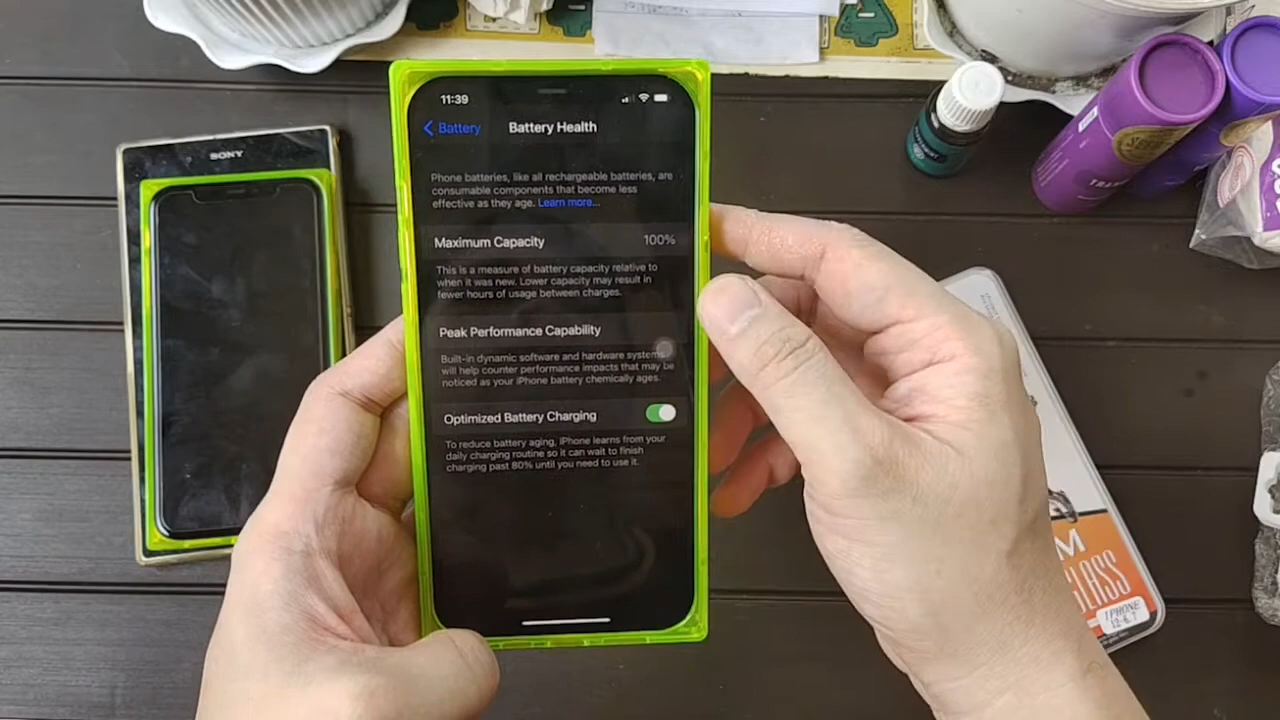 SONY
11:39
Battery
Battery Health
Phone batteries, like all rechargeable batteries, are
consumable components that become less
effective as they age. Learn more...
Maximum Capacity 100%
This is a measure of battery capacity relative to
when it was new. Lower capacity may result in
fewer hours of usage between charges.
Peak Performance Capability
Built-in dynamic software and hardware systems
will help counter performance impacts that may be
noticed as your iPhone battery chemically ages.
Optimized Battery Charging
To reduce battery aging, iPhone learns from your
daily charging routine so it can wait to finish
charging past 80% until you need to use it.
M
GLASS
IPHONE
12-6.7